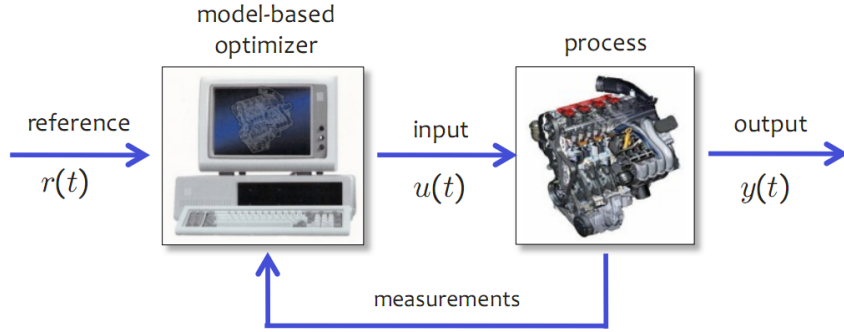 model-based
optimizer
process
reference
input
output
r(t)
u(t)
y(t)
measurements